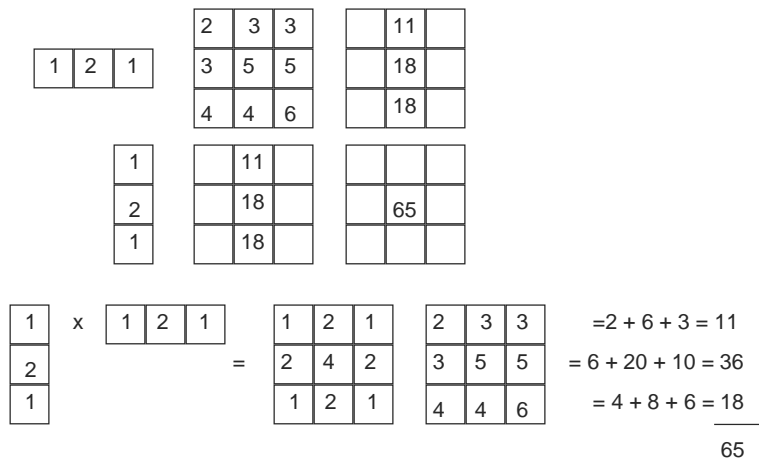 2 3 3 11
1 2 1 3 5 5 18
4 4 6 18
1 11
2 18 65
1 18
1 x 1 2 1 1 2 1 2 3 3 =2 + 6 + 3 = 11
2 = 2 4 2 3 5 5 = 6 + 20 + 10 = 36
1 1 2 1 4 4 6 = 4 + 8 + 6 = 18
65